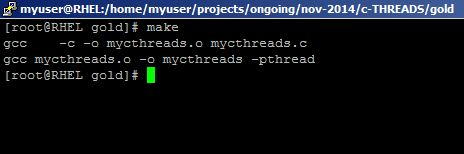 myuser@RHEL:/home/myuser/projects/ongoing/nov-2014/c-THREADS/gold
[root@RHEL gold]# make
gcc    -c -o mycthreads.o mycthreads.c
gcc mycthreads.o -o mycthreads -pthread
[root@RHEL gold]#